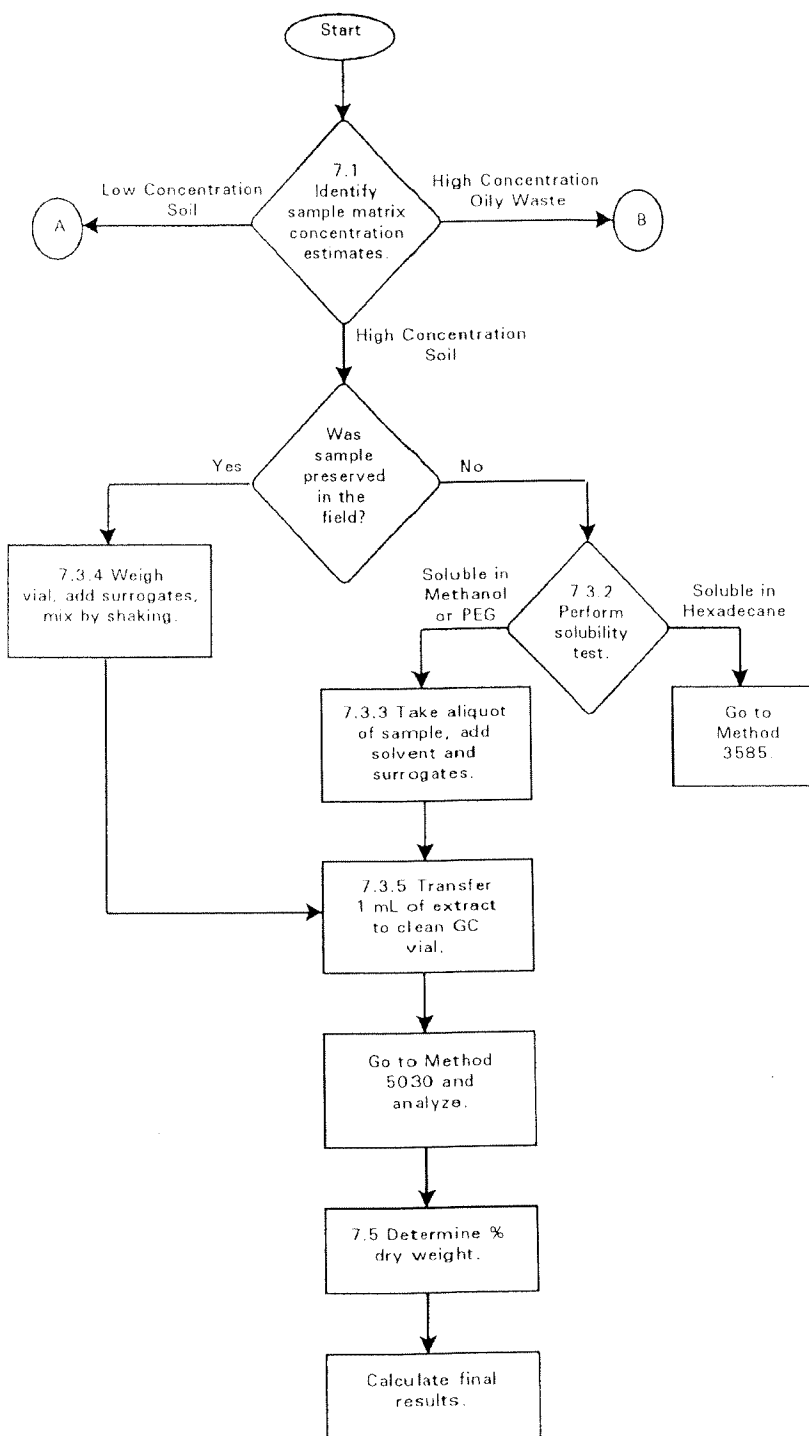 Start
7.1
Identify
sample matrix
concentration
estimates.
Low Concentration
Soil
A
High Concentration
Oily Waste
B
High Concentration
Soil
Was
sample
preserved
in the
field?
Yes
No
7.3.4 Weigh
vial, add surrogates,
mix by shaking.
Soluble in
Methanol
or PEG
7.3.2
Perform
solubility
test.
Soluble in
Hexadecane
7.3.3 Take aliquot
of sample, add
solvent and
surrogates.
Go to
Method
3585.
7.3.5 Transfer
1 mL of extract
to clean GC
vial.
Go to Method
5030 and
analyze.
7.5 Determine %
dry weight.
Calculate final
results.